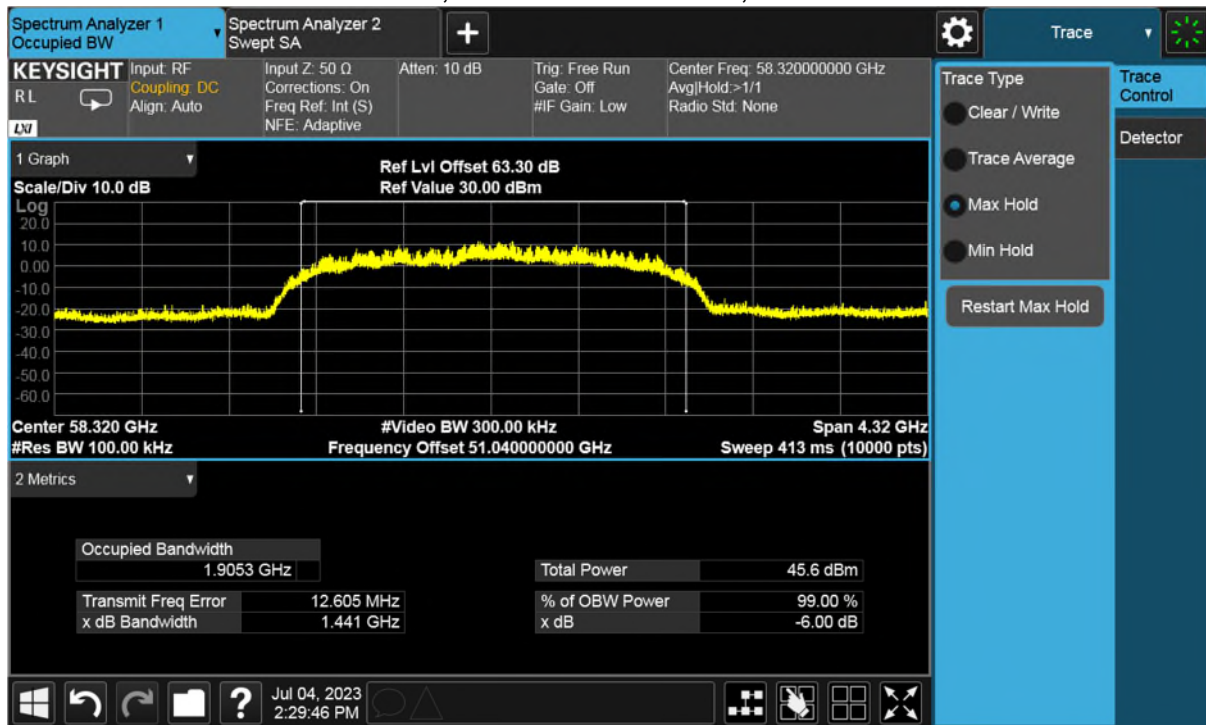 Spectrum Analyzer 1
Occupied BW
Spectrum Analyzer 2
Swept SA
+
Trace
KEYSIGHT
RL
LXI
Input: RF
Coupling: DC
Align: Auto
Input Z: 50 Ω
Corrections: On
Freq Ref: Int (S)
NFE: Adaptive
Atten: 10 dB
Trig: Free Run
Gate: Off
#IF Gain: Low
Center Freq: 58.320000000 GHz
Avg|Hold:>1/1
Radio Std: None
Trace Type
Clear / Write
Trace Average
Max Hold
Min Hold
Restart Max Hold
Trace
Control
Detector
1 Graph
Scale/Div 10.0 dB
Ref Lvl Offset 63.30 dB
Ref Value 30.00 dBm
Log
20.0
10.0
0.00
-10.0
-20.0
-30.0
-40.0
-50.0
-60.0
Center 58.320 GHz
#Video BW 300.00 kHz
Span 4.32 GHz
#Res BW 100.00 kHz
Frequency Offset 51.040000000 GHz
Sweep 413 ms (10000 pts)
2 Metrics
Occupied Bandwidth
1.9053 GHz
Total Power 45.6 dBm
Transmit Freq Error 12.605 MHz
% of OBW Power 99.00 %
x dB Bandwidth 1.441 GHz
x dB -6.00 dB
?
Jul 04, 2023
2:29:46 PM